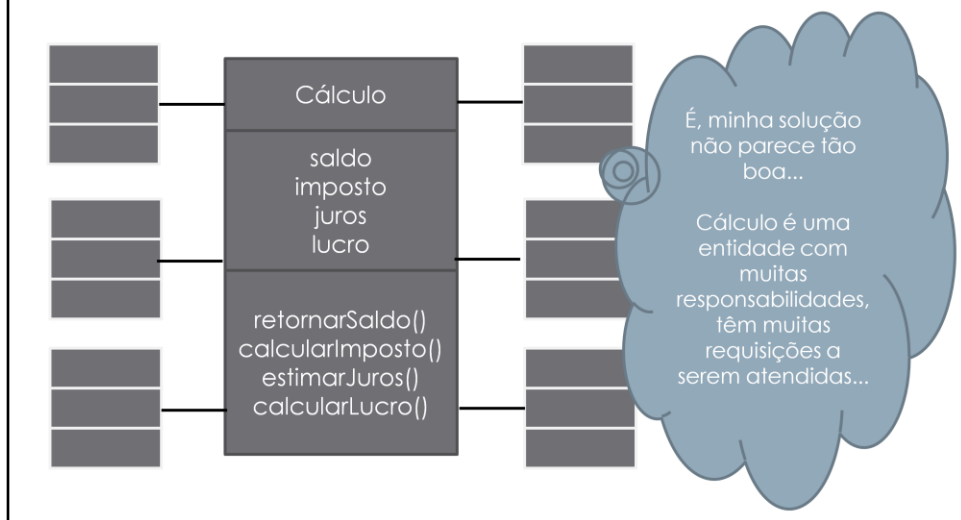 Cálculo
saldo
imposto
juros
lucro
retornarSaldo()
calcularImposto()
estimarJuros()
calcularLucro()
É, minha solução
não parece tão
boa...
Cálculo é uma
entidade com
muitas
responsabilidades,
têm muitas
requisições a
serem atendidas...